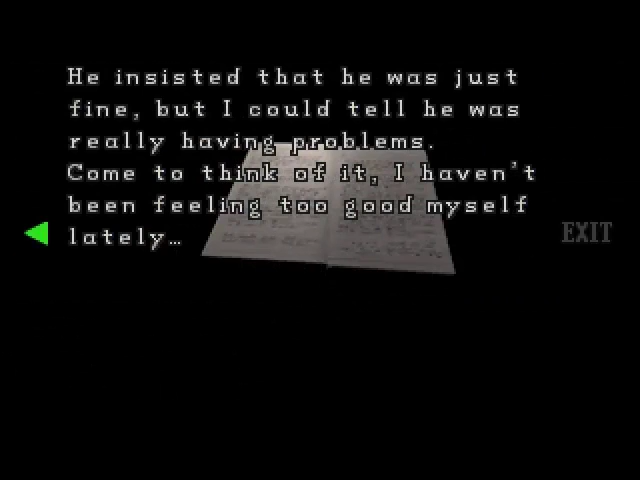 He insisted that he was just
fine, but I could tell he was
really having problems.
Come to think of it, I haven't
been feeling too good myself
lately…
EXIT